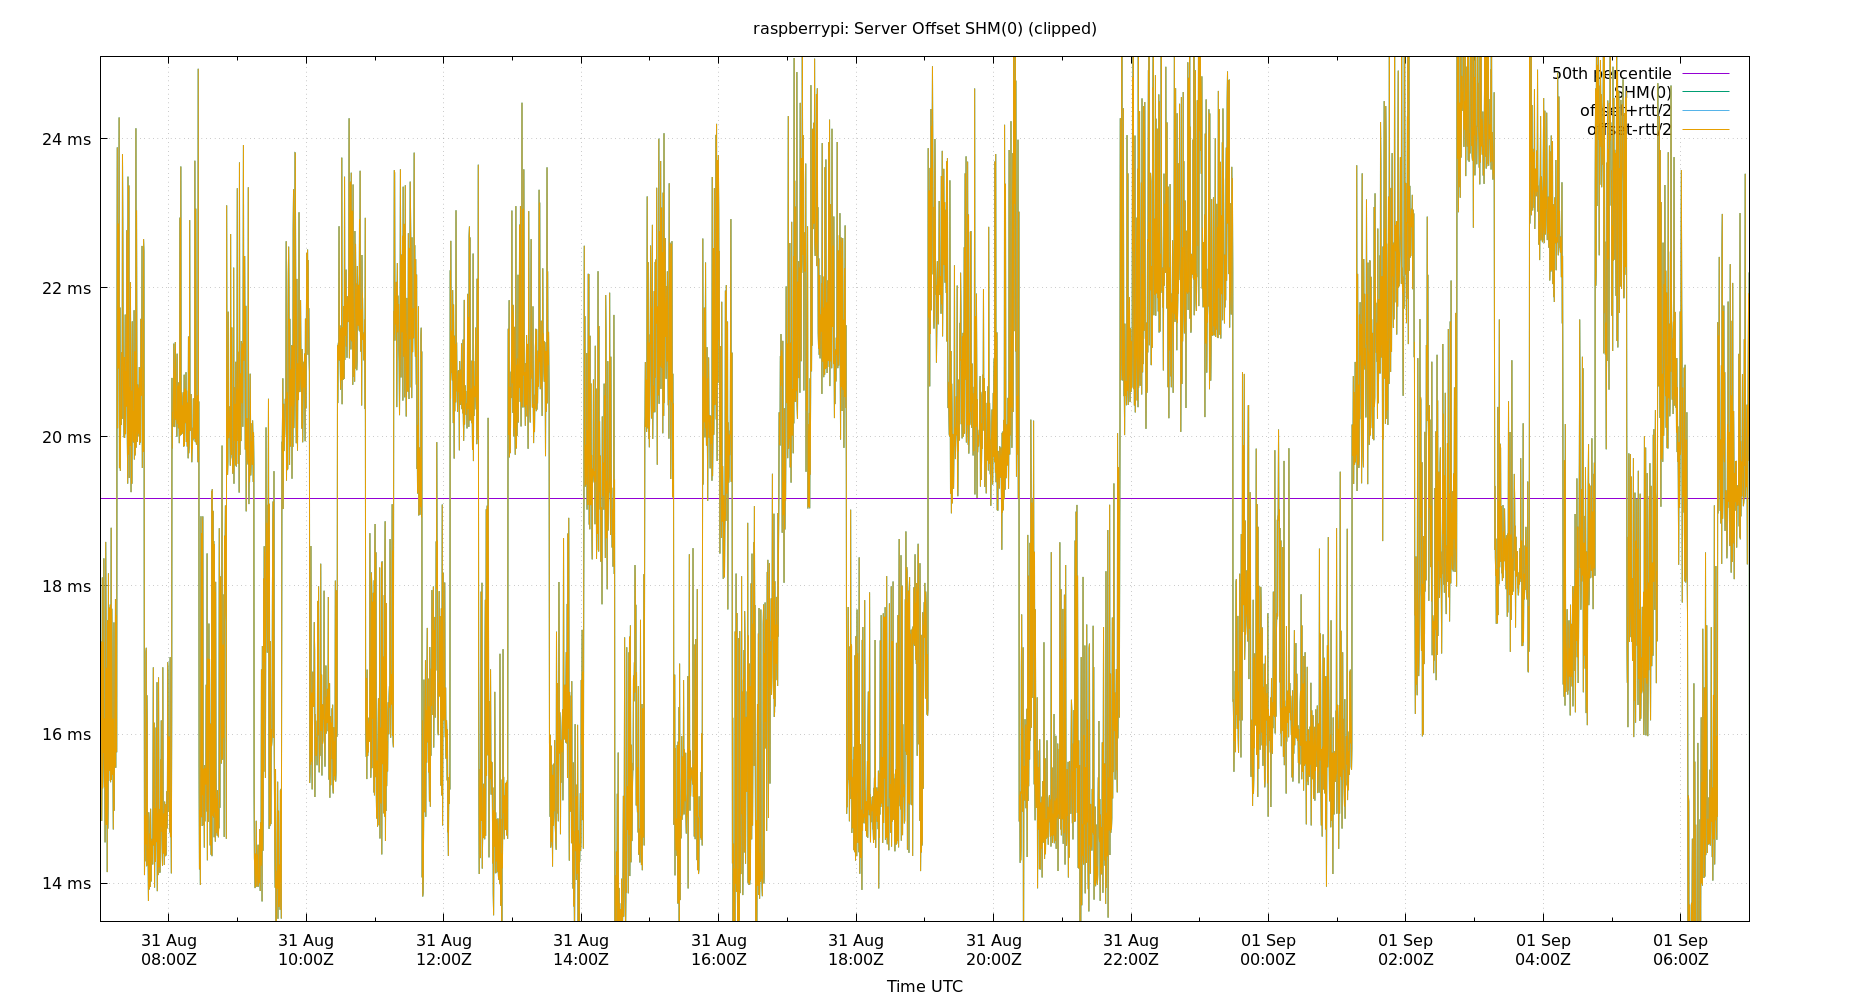 raspberrypi: Server Offset SHM(0) (clipped)
50th percentile
SHM(0)
offset+rtt/2
offset-rtt/2
24 ms
22 ms
20 ms
18 ms
16 ms
14 ms
31 Aug 31 Aug 31 Aug 31 Aug 31 Aug 31 Aug 31 Aug 31 Aug 01 Sep 01 Sep 01 Sep 01 Sep
08:00Z 10:00Z 12:00Z 14:00Z 16:00Z 18:00Z 20:00Z 22:00Z 00:00Z 02:00Z 04:00Z 06:00Z
Time UTC